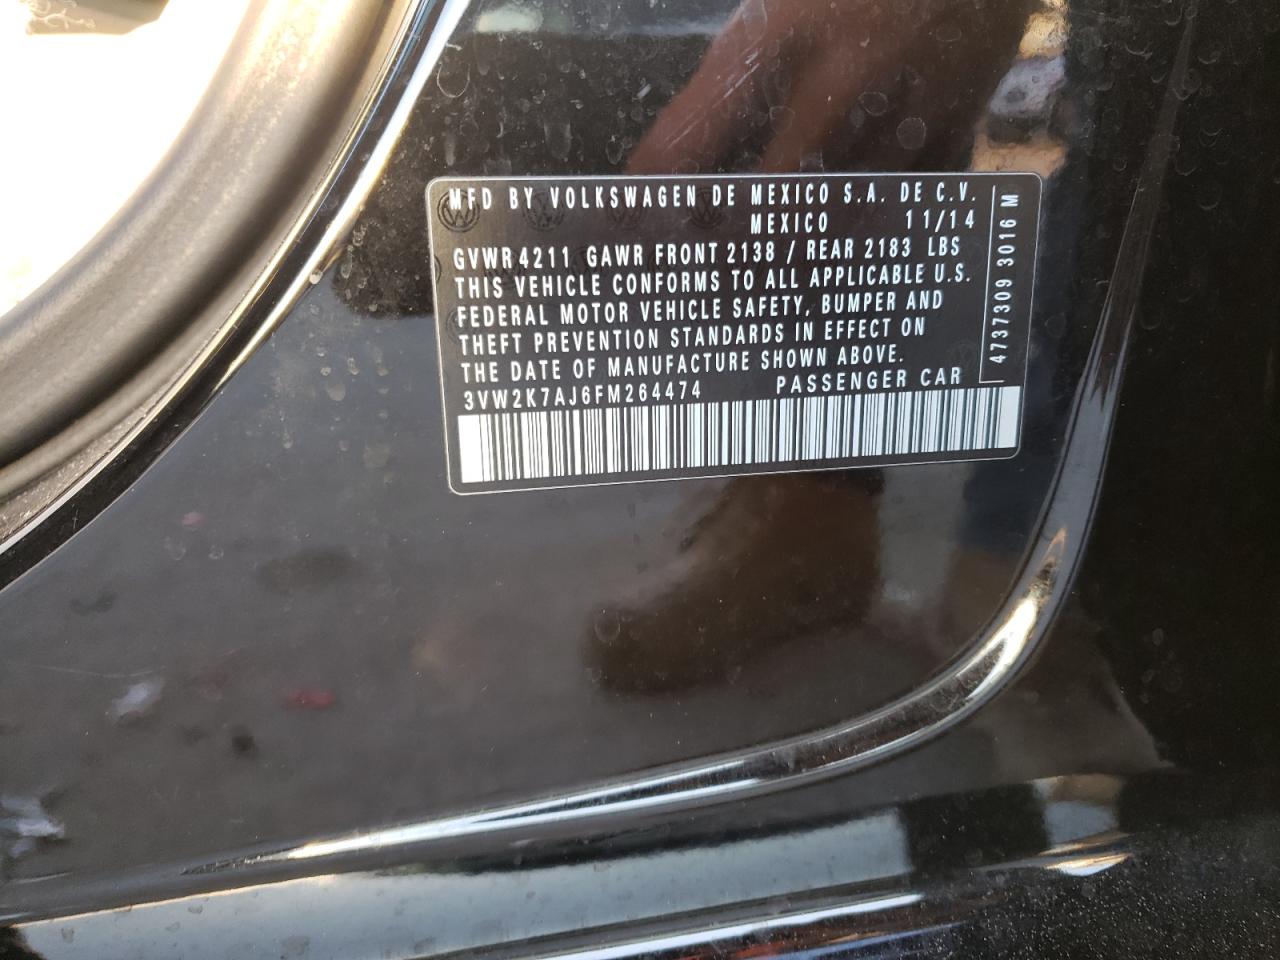 MFD BY VOLKSWAGEN DE MEXICO S.A. DE C.V.
MEXICO 11/14
GVWR 4211 GAWR FRONT 2138 / REAR 2183 LBS
THIS VEHICLE CONFORMS TO ALL APPLICABLE U.S.
FEDERAL MOTOR VEHICLE SAFETY, BUMPER AND
THEFT PREVENTION STANDARDS IN EFFECT ON
THE DATE OF MANUFACTURE SHOWN ABOVE.
3VW2K7AJ6FM264474 PASSENGER CAR
4737309 3016 M